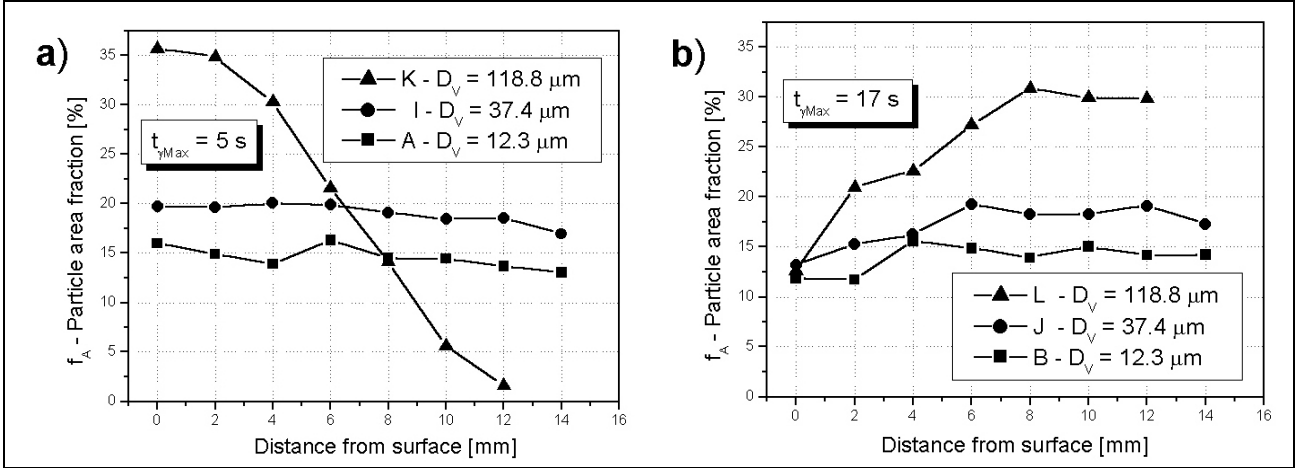 a)
f_A - Particle area fraction [%]
35
30
25
20
15
10
5
0
K - D_V = 118.8 μm
I - D_V = 37.4 μm
A - D_V = 12.3 μm
t_γMax = 5 s
0 2 4 6 8 10 12 14 16
Distance from surface [mm]
b)
f_A - Particle area fraction [%]
35
30
25
20
15
10
5
0
t_γMax = 17 s
L - D_V = 118.8 μm
J - D_V = 37.4 μm
B - D_V = 12.3 μm
0 2 4 6 8 10 12 14 16
Distance from surface [mm]